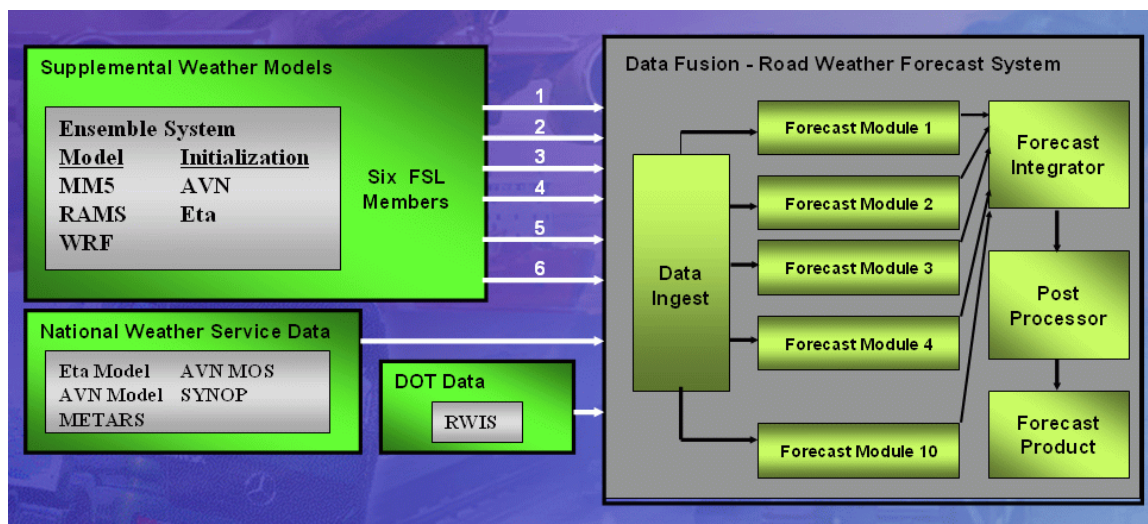 Supplemental Weather Models
Ensemble System
Model Initialization
MM5 AVN
RAMS Eta
WRF
Six FSL
Members
1
2
3
4
5
6
National Weather Service Data
Eta Model AVN MOS
AVN Model SYNOP
METARS
DOT Data
RWIS
Data Fusion - Road Weather Forecast System
Data
Ingest
Forecast Module 1
Forecast Module 2
Forecast Module 3
Forecast Module 4
Forecast Module 10
Forecast
Integrator
Post
Processor
Forecast
Product